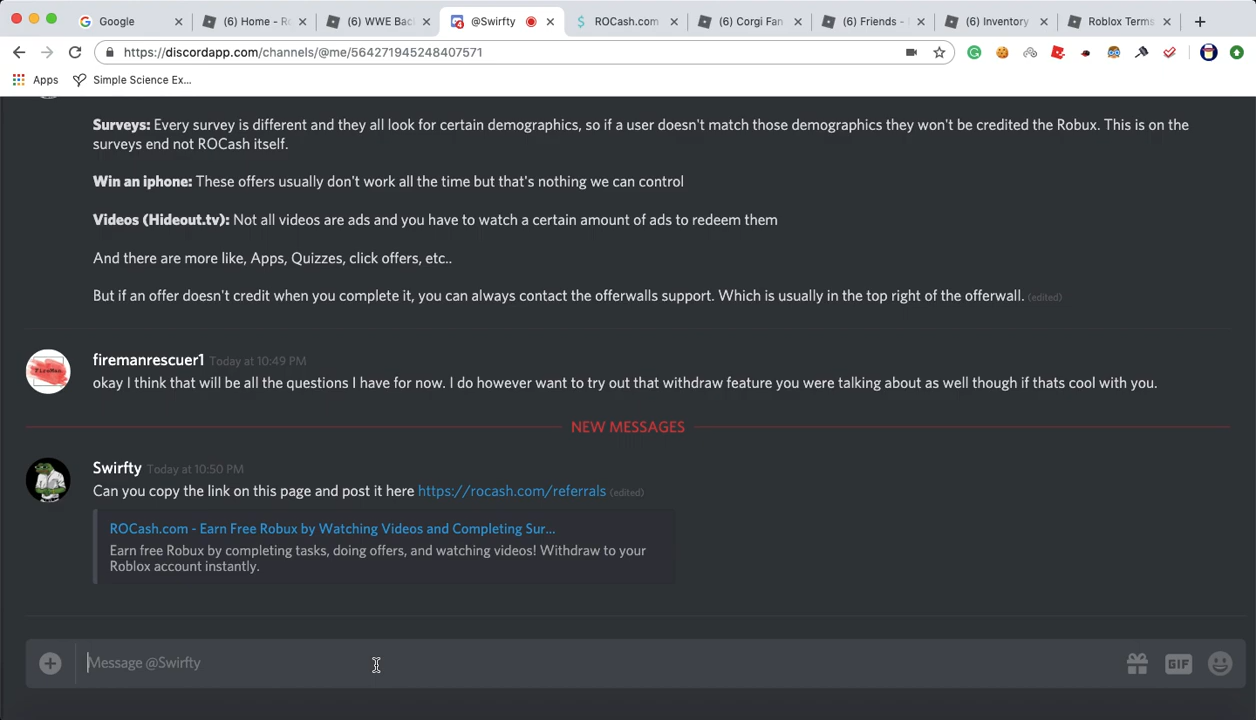 Google
(6) Home - Ro
(6) WWE Bac
@Swirfty
ROCash.com
(6) Corgi Fan
(6) Friends -
(6) Inventory
Roblox Terms
https://discordapp.com/channels/@me/564271945248407571
Apps Simple Science Ex...
Surveys: Every survey is different and they all look for certain demographics, so if a user doesn't match those demographics they won't be credited the Robux. This is on the
surveys end not ROCash itself.
Win an iphone: These offers usually don't work all the time but that's nothing we can control
Videos (Hideout.tv): Not all videos are ads and you have to watch a certain amount of ads to redeem them
And there are more like, Apps, Quizzes, click offers, etc..
But if an offer doesn't credit when you complete it, you can always contact the offerwalls support. Which is usually in the top right of the offerwall. (edited)
firemanrescuer1 Today at 10:49 PM
okay I think that will be all the questions I have for now. I do however want to try out that withdraw feature you were talking about as well though if thats cool with you.
NEW MESSAGES
Swirfty Today at 10:50 PM
Can you copy the link on this page and post it here https://rocash.com/referrals (edited)
ROCash.com - Earn Free Robux by Watching Videos and Completing Sur...
Earn free Robux by completing tasks, doing offers, and watching videos! Withdraw to your
Roblox account instantly.
Message @Swirfty
GIF